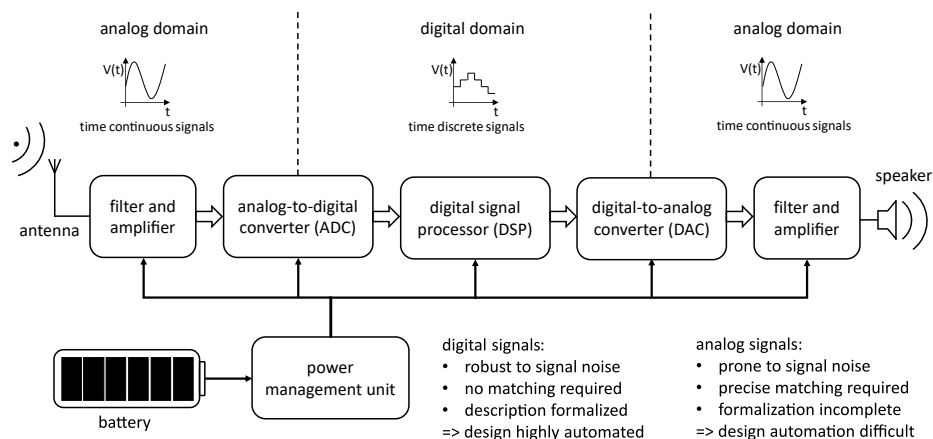 analog domain
digital domain
analog domain
V(t)
t
time continuous signals
V(t)
t
time discrete signals
V(t)
t
time continuous signals
antenna
filter and
amplifier
analog-to-digital
converter (ADC)
digital signal
processor (DSP)
digital-to-analog
converter (DAC)
filter and
amplifier
speaker
battery
power
management unit
digital signals:
• robust to signal noise
• no matching required
• description formalized
=> design highly automated
analog signals:
• prone to signal noise
• precise matching required
• formalization incomplete
=> design automation difficult